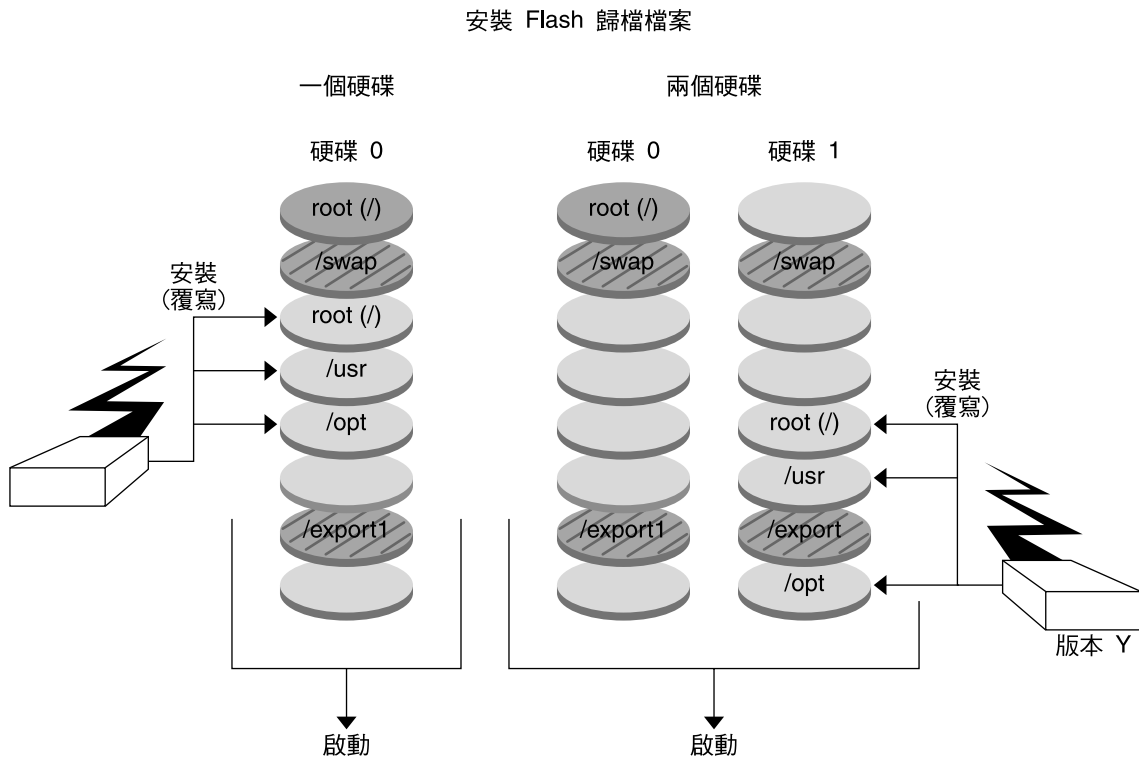 安裝 Flash 歸檔檔案
一個硬碟
硬碟 0
root (/)
/swap
root (/)
/usr
/opt
/export1
安裝
(覆寫)
啟動
兩個硬碟
硬碟 0
root (/)
/swap
/export1
硬碟 1
/swap
root (/)
/usr
/export
/opt
安裝
(覆寫)
版本 Y
啟動